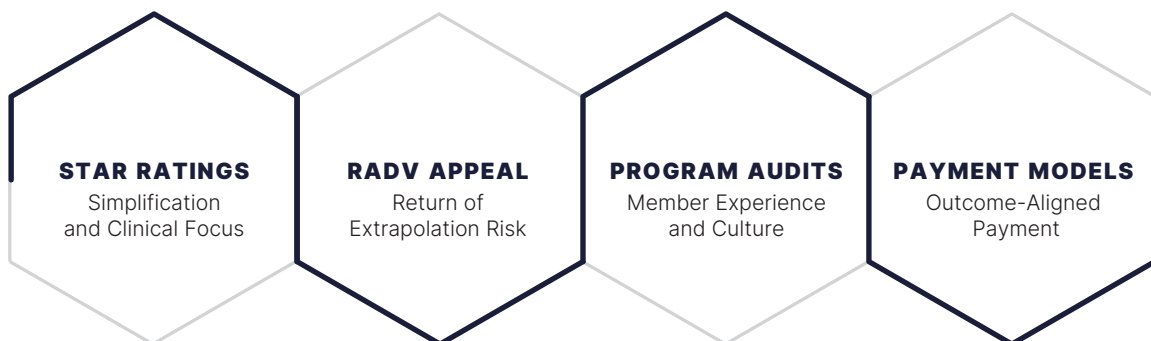 STAR RATINGS
Simplification
and Clinical Focus
RADV APPEAL
Return of
Extrapolation Risk
PROGRAM AUDITS
Member Experience
and Culture
PAYMENT MODELS
Outcome-Aligned
Payment